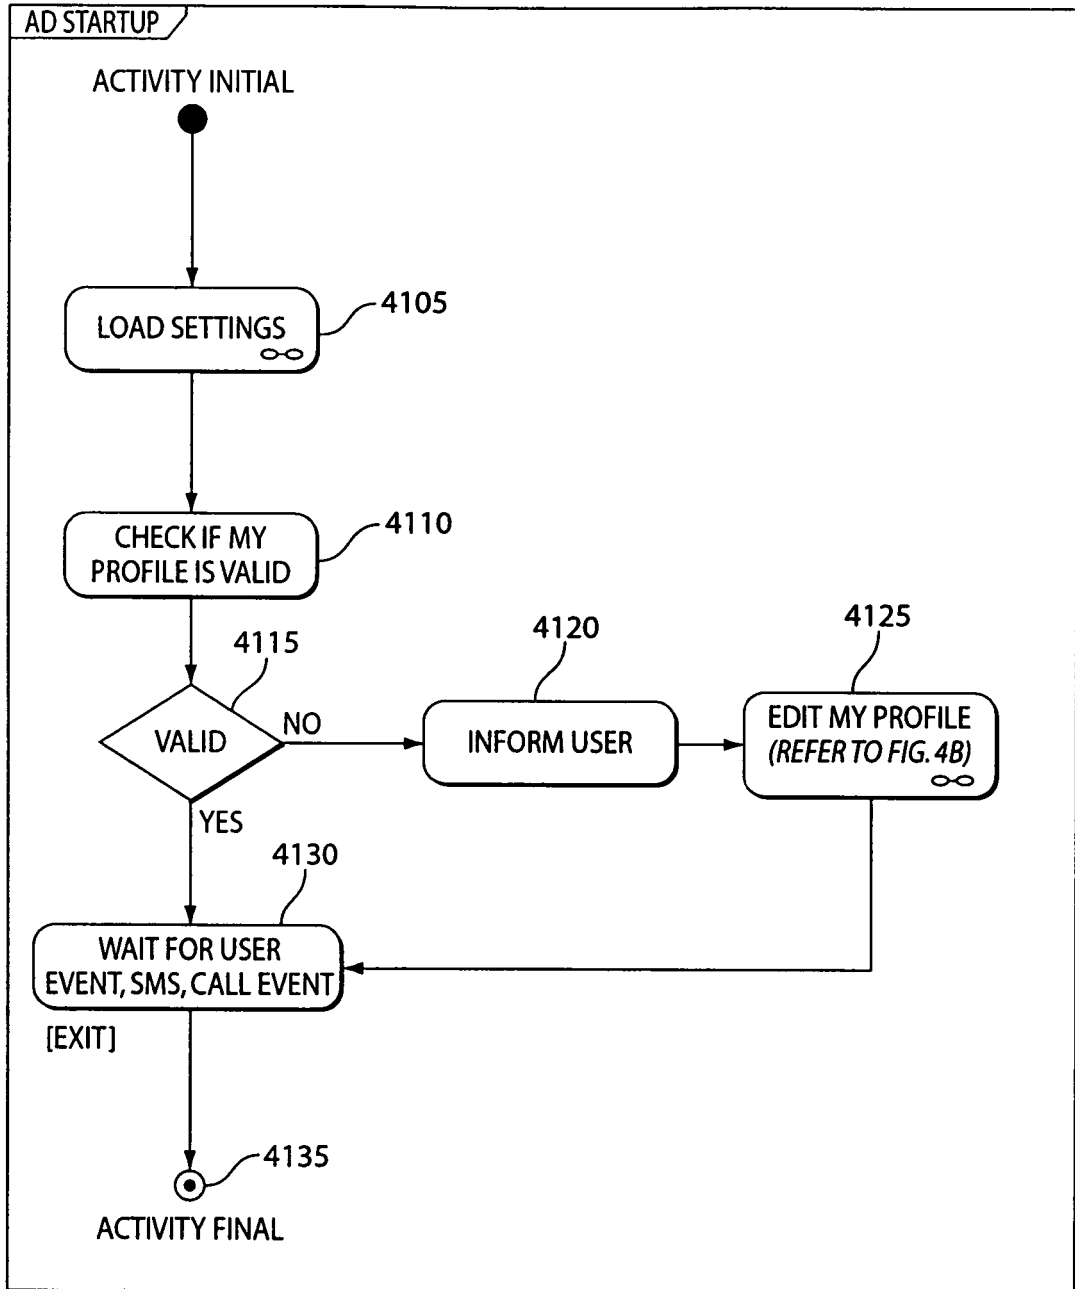 AD STARTUP
ACTIVITY INITIAL
4105
LOAD SETTINGS
4110
CHECK IF MY
PROFILE IS VALID
4115
VALID
NO
YES
4120
INFORM USER
4125
EDIT MY PROFILE
(REFER TO FIG. 4B)
4130
WAIT FOR USER
EVENT, SMS, CALL EVENT
[EXIT]
4135
ACTIVITY FINAL